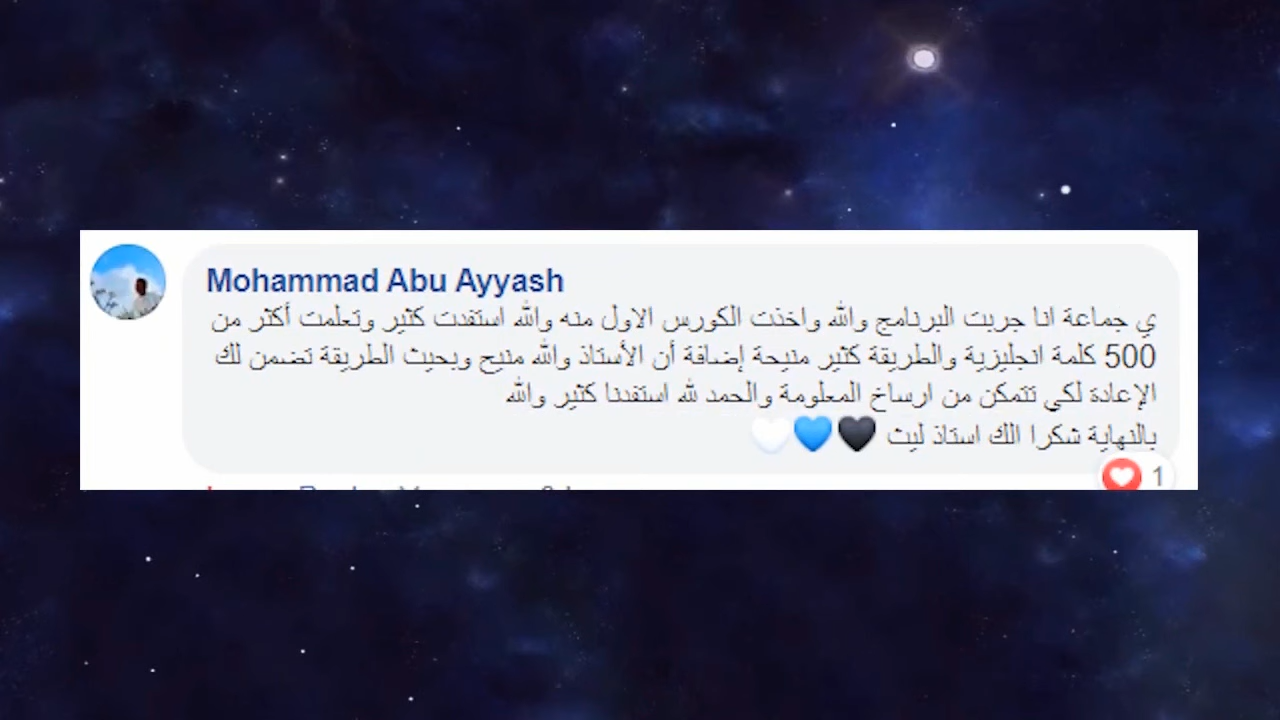 Mohammad Abu Ayyash
ي جماعة انا جربت البرنامج والله واخذت الكورس الاول منه والله استفدت كثير وتعلمت أكثر من
500 كلمة انجليزية والطريقة كثير منيحة إضافة أن الأستاذ والله منيح وبحيث الطريقة تضمن لك
الإعادة لكي تتمكن من ارساخ المعلومة والحمد لله استفدنا كثير والله
بالنهاية شكرا الك استاذ ليث 🖤💙🤍
1